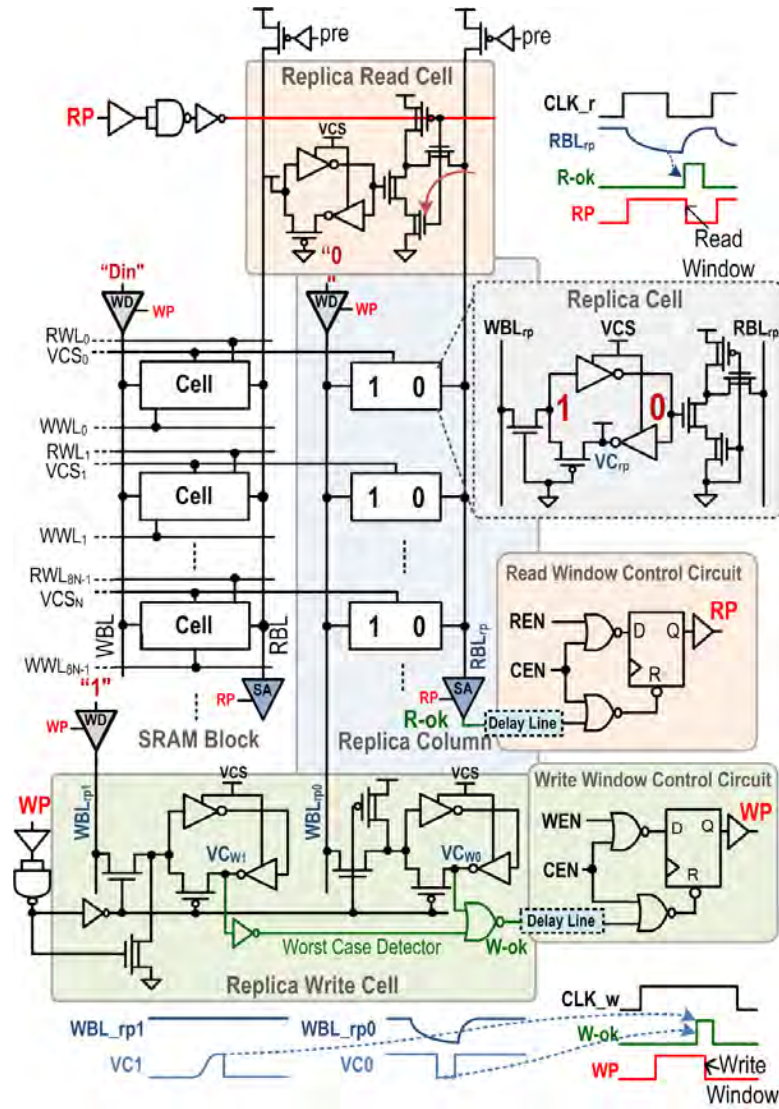 pre
pre
Replica Read Cell
RP
VCS
"0
"
CLK_r
RBLrp
R-ok
RP
Read
Window
"Din"
WD
WP
WD
WP
RWL0
VCS0
Cell
1 0
WWL0
RWL1
VCS1
Cell
1 0
WWL1
RWL8N-1
VCSN
Cell
1 0
WWL8N-1
WBL
RBL
RBLrp
Replica Cell
WBLrp
VCS
RBLrp
1
0
VCrp
"1"
WP
WD
RP
SA
RP
SA
R-ok
Delay Line
SRAM Block
Replica Column
Read Window Control Circuit
REN
CEN
D
Q
R
RP
Write Window Control Circuit
WEN
CEN
D
Q
R
WP
WP
WBLrp1
VCS
VCW1
WBLrp0
VCS
VCW0
Worst Case Detector
W-ok
Delay Line
Replica Write Cell
WBL_rp1
WBL_rp0
VC1
VC0
CLK_w
W-ok
WP
Write
Window